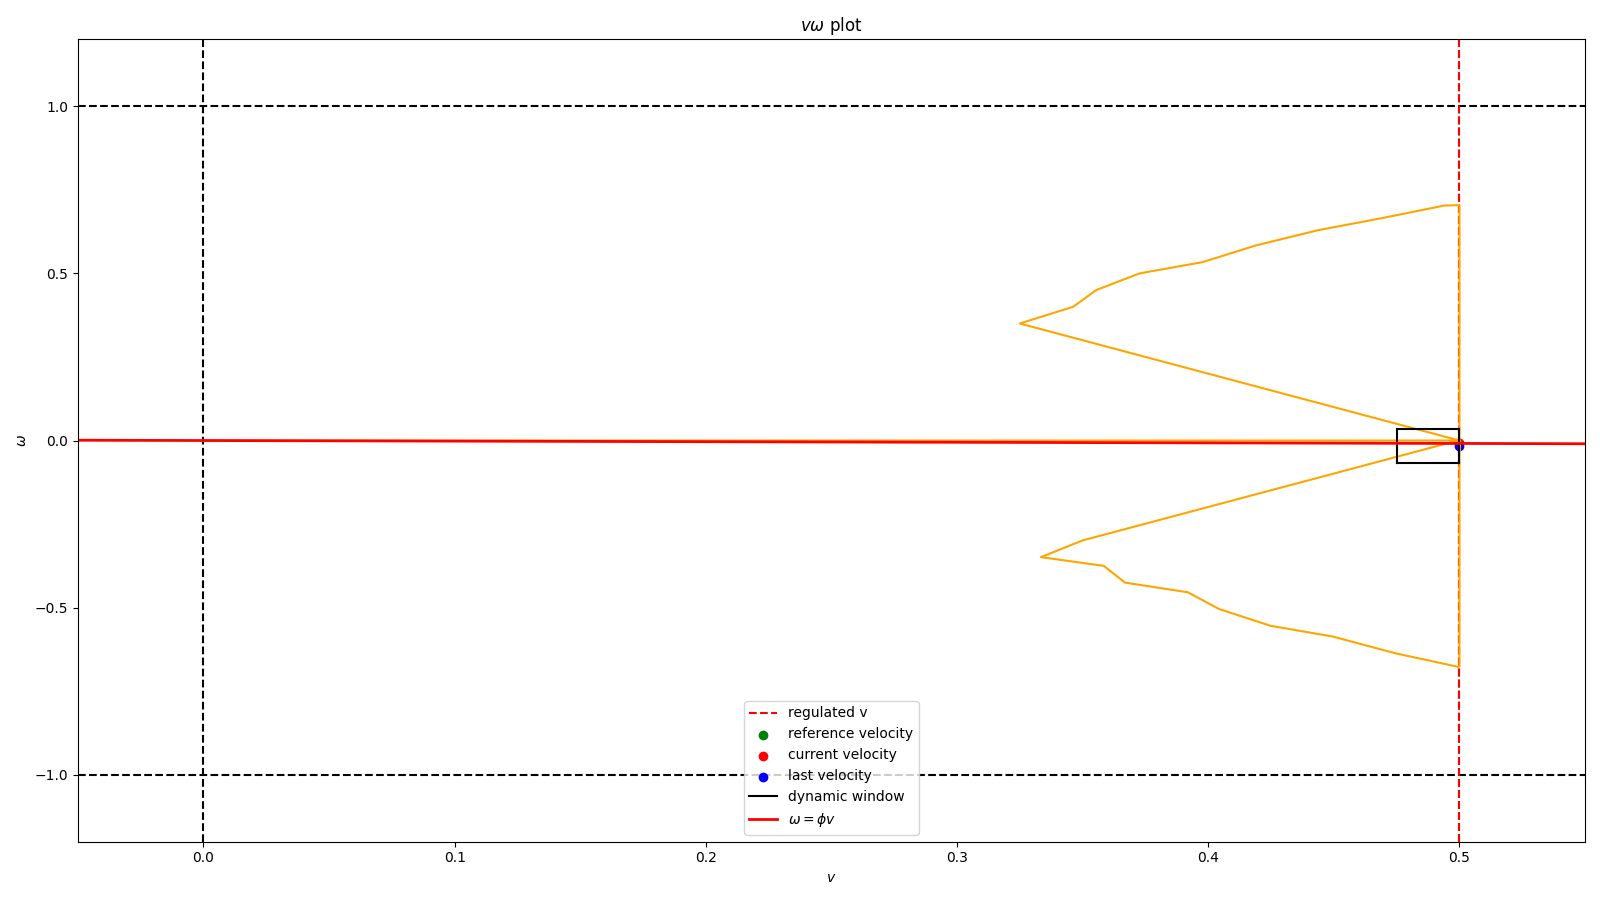 vω plot
1.0
0.5
0.0
−0.5
−1.0
ω
0.0 0.1 0.2 0.3 0.4 0.5
v
regulated v
reference velocity
current velocity
last velocity
dynamic window
ω = ϕv